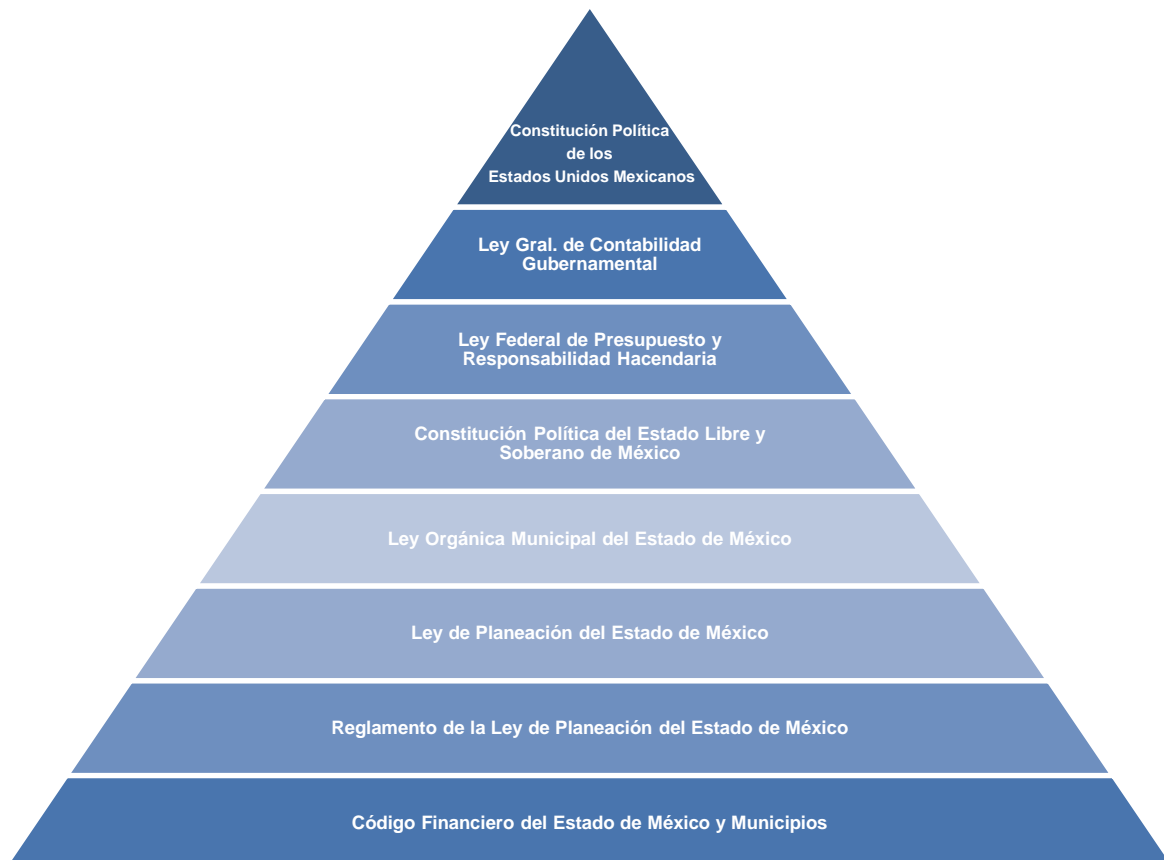 Constitución Política
de los
Estados Unidos Mexicanos
Ley Gral. de Contabilidad
Gubernamental
Ley Federal de Presupuesto y
Responsabilidad Hacendaria
Constitución Política del Estado Libre y
Soberano de México
Ley Orgánica Municipal del Estado de México
Ley de Planeación del Estado de México
Reglamento de la Ley de Planeación del Estado de México
Código Financiero del Estado de México y Municipios